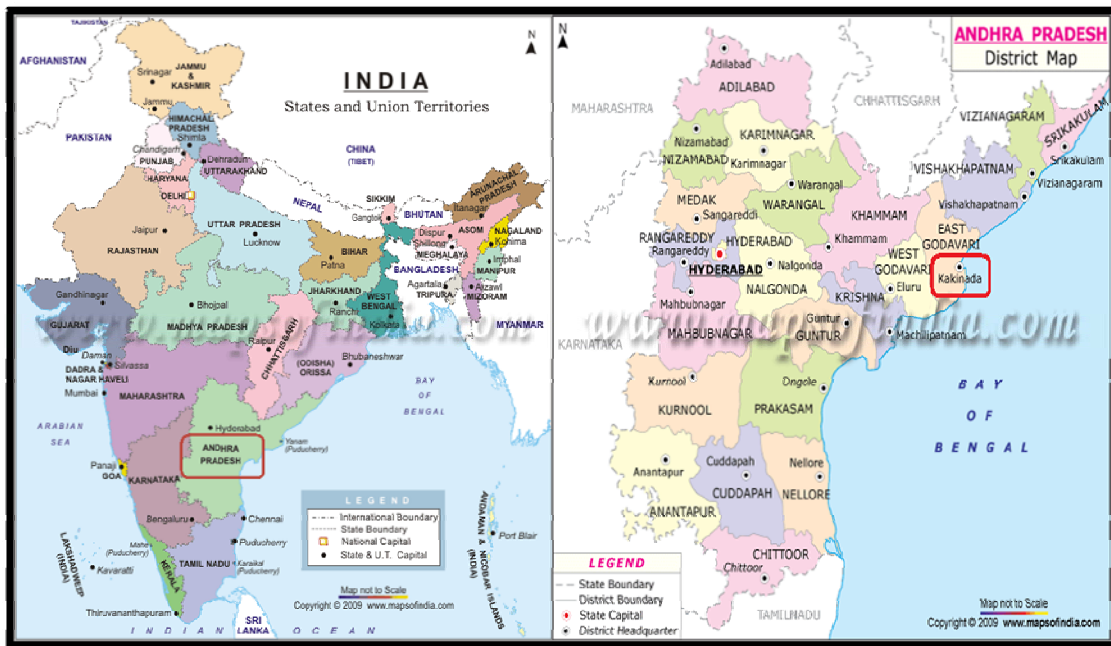 TAJIKISTAN
AFGHANISTAN
JAMMU
&
KASHMIR
Srinagar
Jammu
N
INDIA
States and Union Territories
HIMACHAL
PRADESH
Shimla
PAKISTAN
Chandigarh
PUNJAB
Dehradun
UTTARAKHAND
CHINA
(TIBET)
HARYANA
DELHI
NEPAL
SIKKIM
Gangtok
BHUTAN
ARUNACHAL
PRADESH
Itanagar
Jaipur
RAJASTHAN
UTTAR PRADESH
Lucknow
BIHAR
Patna
Dispur
ASOM
Shillong
MEGHALAYA
NAGALAND
Kohima
Imphal
MANIPUR
BANGLADESH
Agartala
TRIPURA
Aizawl
MIZORAM
Gandhinagar
GUJARAT
Bhopal
MADHYA PRADESH
JHARKHAND
Ranchi
WEST
BENGAL
Kolkata
MYANMAR
www.mapsofindia.com
Diu
Daman
Silvassa
DADRA &
NAGAR HAVELI
Mumbai
Raipur
CHHATTISGARH
(ODISHA)
ORISSA
Bhubaneshwar
MAHARASHTRA
BAY
OF
BENGAL
ARABIAN
SEA
Hyderabad
ANDHRA
PRADESH
Yanam
(Puducherry)
Panaji
GOA
KARNATAKA
Bengaluru
Chennai
Mahe
(Puducherry)
Puducherry
Karaikal
(Puducherry)
TAMIL NADU
KERALA
LAKSHADWEEP
(INDIA)
Kavaratti
Thiruvananthapuram
SRI
LANKA
INDIAN OCEAN
ANDAMAN & NICOBAR ISLANDS
(INDIA)
Port Blair
LEGEND
International Boundary
State Boundary
National Capital
State & U.T. Capital
Map not to Scale
Copyright © 2009 www.mapsofindia.com
N
ANDHRA PRADESH
District Map
Adilabad
ADILABAD
MAHARASHTRA
CHHATTISGARH
VIZIANAGARAM
SRIKAKULAM
Srikakulam
Nizamabad
NIZAMABAD
KARIMNAGAR
Karimnagar
VISHAKHAPATNAM
Vizianagaram
Vishakhapatnam
Warangal
WARANGAL
MEDAK
Sangareddi
KHAMMAM
Khammam
EAST
GODAVARI
RANGAREDDY
Rangareddy
HYDERABAD
HYDERABAD
Nalgonda
NALGONDA
WEST
GODAVARI
Eluru
Kakinada
KRISHNA
Mahbubnagar
MAHBUBNAGAR
Guntur
GUNTUR
Machilipatnam
www.mapsofindia.com
KARNATAKA
Kurnool
KURNOOL
Ongole
PRAKASAM
BAY
OF
BENGAL
Anantapur
ANANTAPUR
Cuddapah
CUDDAPAH
Nellore
NELLORE
CHITTOOR
Chittoor
TAMILNADU
LEGEND
State Boundary
District Boundary
State Capital
District Headquarter
Map not to Scale
Copyright © 2009 www.mapsofindia.com